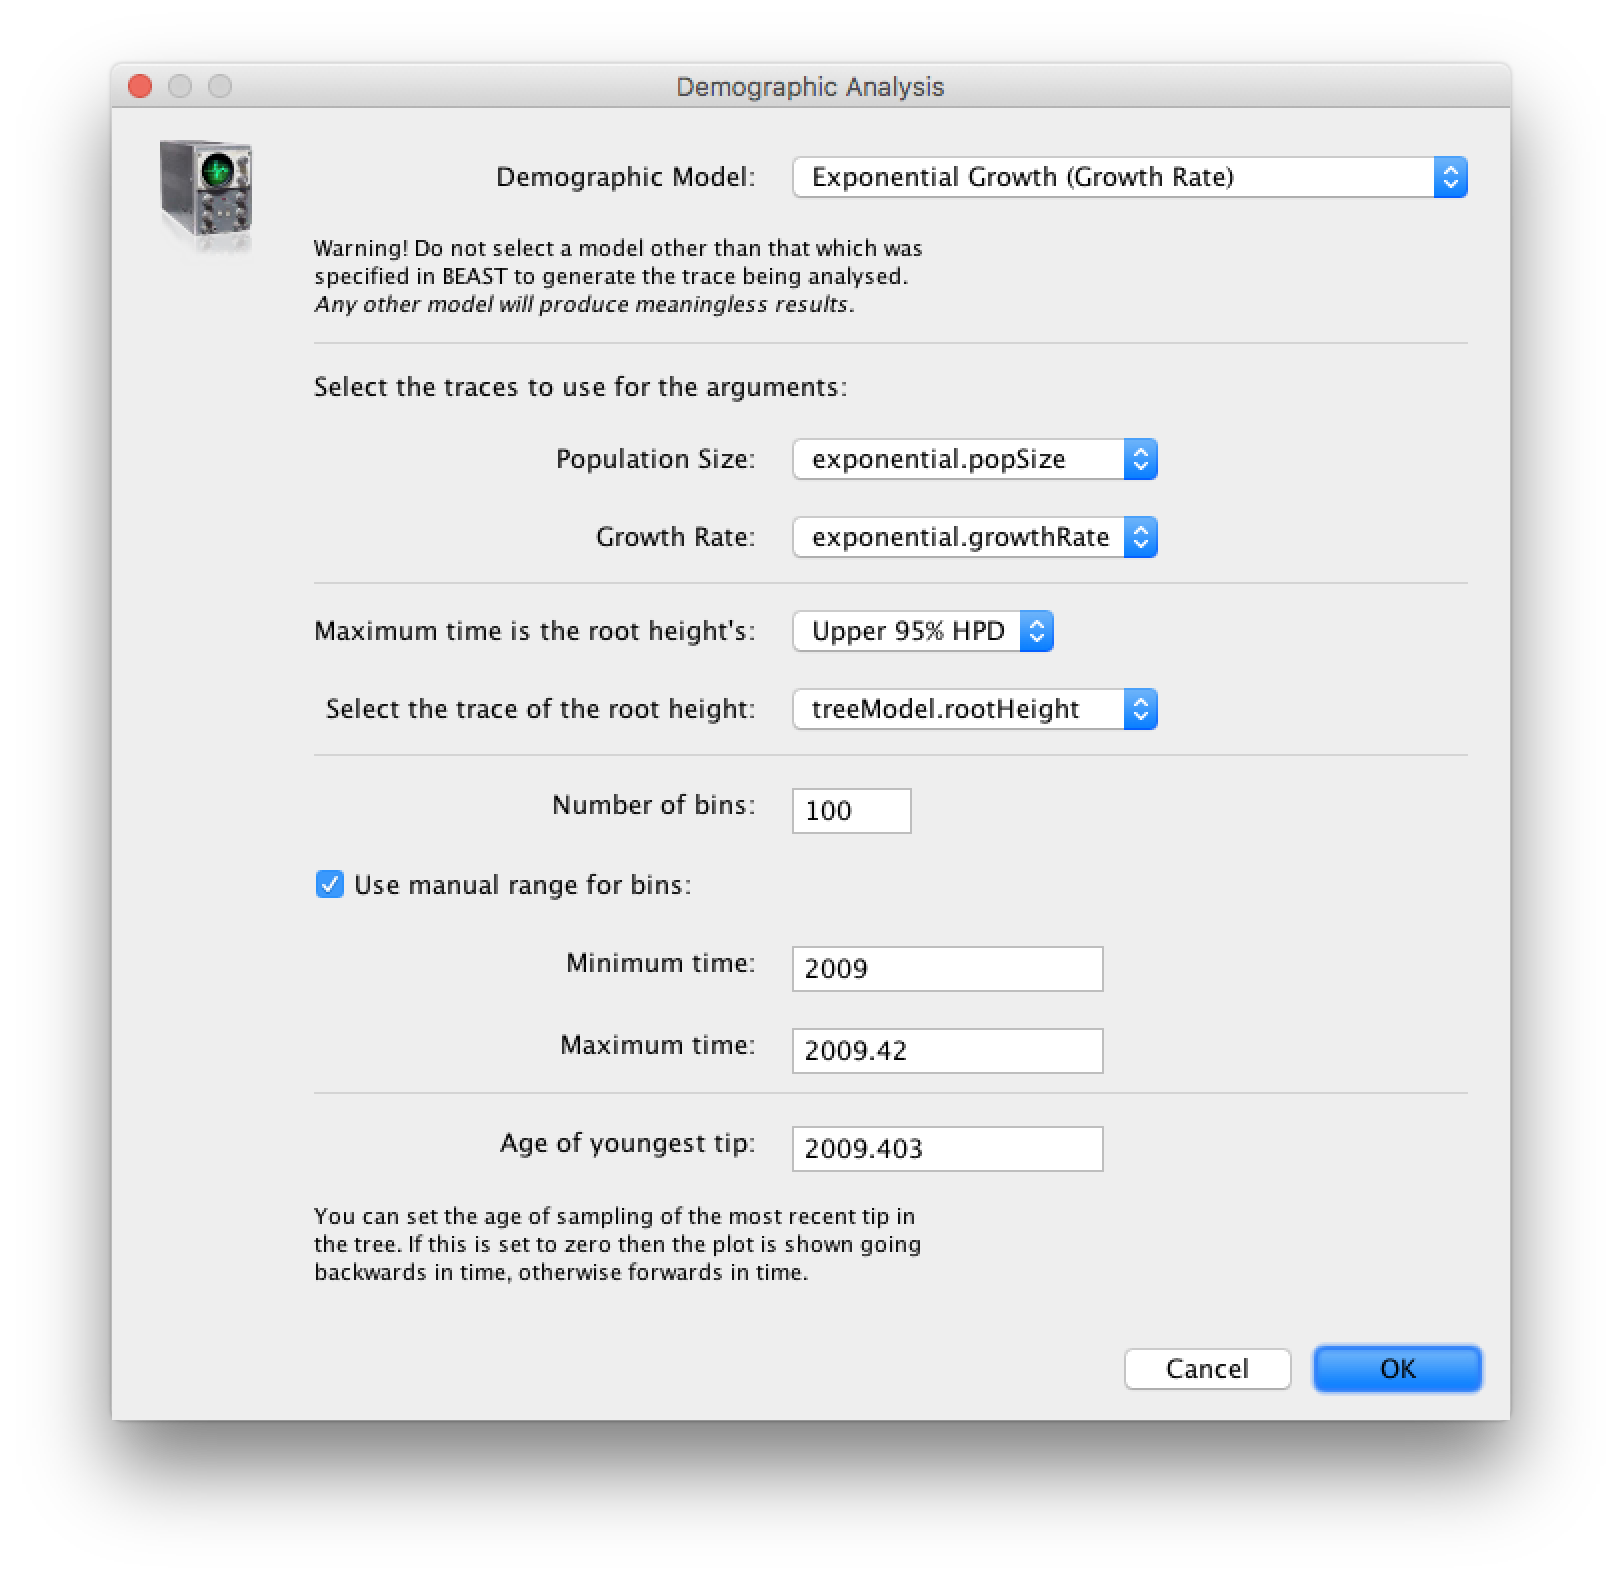 Demographic Analysis
Demographic Model: Exponential Growth (Growth Rate)
Warning! Do not select a model other than that which was
specified in BEAST to generate the trace being analysed.
Any other model will produce meaningless results.
Select the traces to use for the arguments:
Population Size: exponential.popSize
Growth Rate: exponential.growthRate
Maximum time is the root height's: Upper 95% HPD
Select the trace of the root height: treeModel.rootHeight
Number of bins: 100
Use manual range for bins:
Minimum time: 2009
Maximum time: 2009.42
Age of youngest tip: 2009.403
You can set the age of sampling of the most recent tip in
the tree. If this is set to zero then the plot is shown going
backwards in time, otherwise forwards in time.
Cancel OK